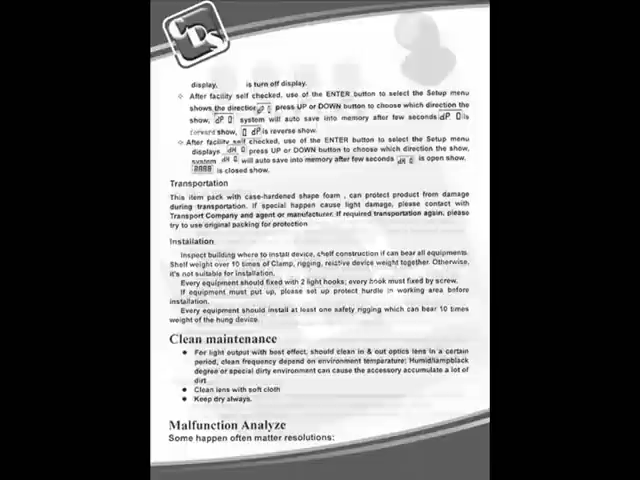 CDS
display, is turn off display.
After facility self checked, use of the ENTER button to select the Setup menu
shows the direction press UP or DOWN button to choose which direction the
show, system will auto save into memory after few seconds is
forward show, is reverse show.
After facility self checked, use of the ENTER button to select the Setup menu
displays press UP or DOWN button to choose which direction the show,
system will auto save into memory after few seconds is open show.
is closed show.
Transportation
This item pack with case-hardened shape foam , can protect product from damage
during transportation. If special happen cause light damage, please contact with
Transport Company and agent or manufacturer. If required transportation again, please
try to use original packing for protection
Installation
Inspect building where to install device, chelf construction if can bear all equipments.
Shelf weight over 10 times of Clamp, rigging, relative device weight together. Otherwise,
it's not suitable for installation.
Every equipment should fixed with 2 light hooks; every hook must fixed by screw.
If equipment must put up, please set up protect hurdle in working area before
installation.
Every equipment should install at least one safety rigging which can bear 10 times
weight of the hung device.
Clean maintenance
● For light output with best effect, should clean in & out optics lens in a certain
period, clean frequency depend on environment temperature; Humid/lampblack
degree or special dirty environment can cause the accessory accumulate a lot of
dirt
● Clean lens with soft cloth
● Keep dry always.
Malfunction Analyze
Some happen often matter resolutions: